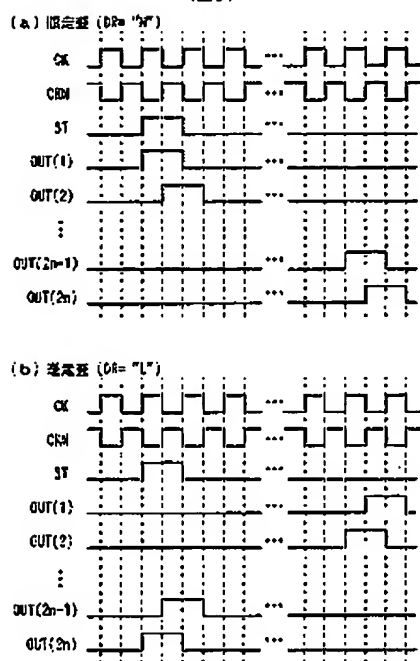 (a) 順走査 (DR= "H")
CK
CKN
ST
OUT(1)
OUT(2)
OUT(2n-1)
OUT(2n)
(b) 逆走査 (DR= "L")
CK
CKN
ST
OUT(1)
OUT(2)
OUT(2n-1)
OUT(2n)